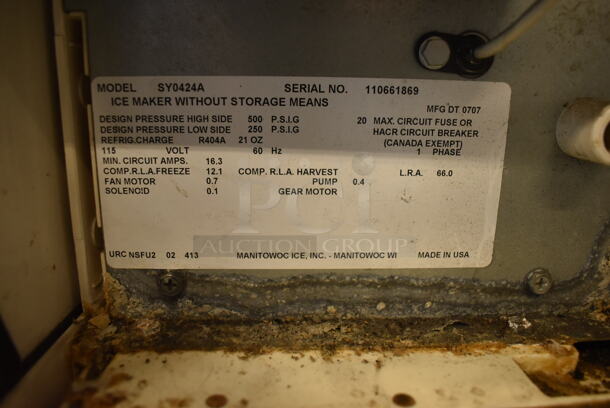 MODEL SY0424A SERIAL NO. 110661869
ICE MAKER WITHOUT STORAGE MEANS
MFG DT 0707
DESIGN PRESSURE HIGH SIDE 500 P.S.I.G 20 MAX. CIRCUIT FUSE OR
DESIGN PRESSURE LOW SIDE 250 P.S.I.G HACR CIRCUIT BREAKER
REFRIG.CHARGE R404A 21 OZ (CANADA EXEMPT)
115 VOLT 60 Hz 1 PHASE
MIN. CIRCUIT AMPS. 16.3
COMP.R.L.A.FREEZE 12.1 COMP. R.L.A. HARVEST L.R.A. 66.0
FAN MOTOR 0.7 PUMP 0.4
SOLENOID 0.1 GEAR MOTOR
PCI
AUCTION GROUP
URC NSFU2 02 413 MANITOWOC ICE, INC. - MANITOWOC WI MADE IN USA